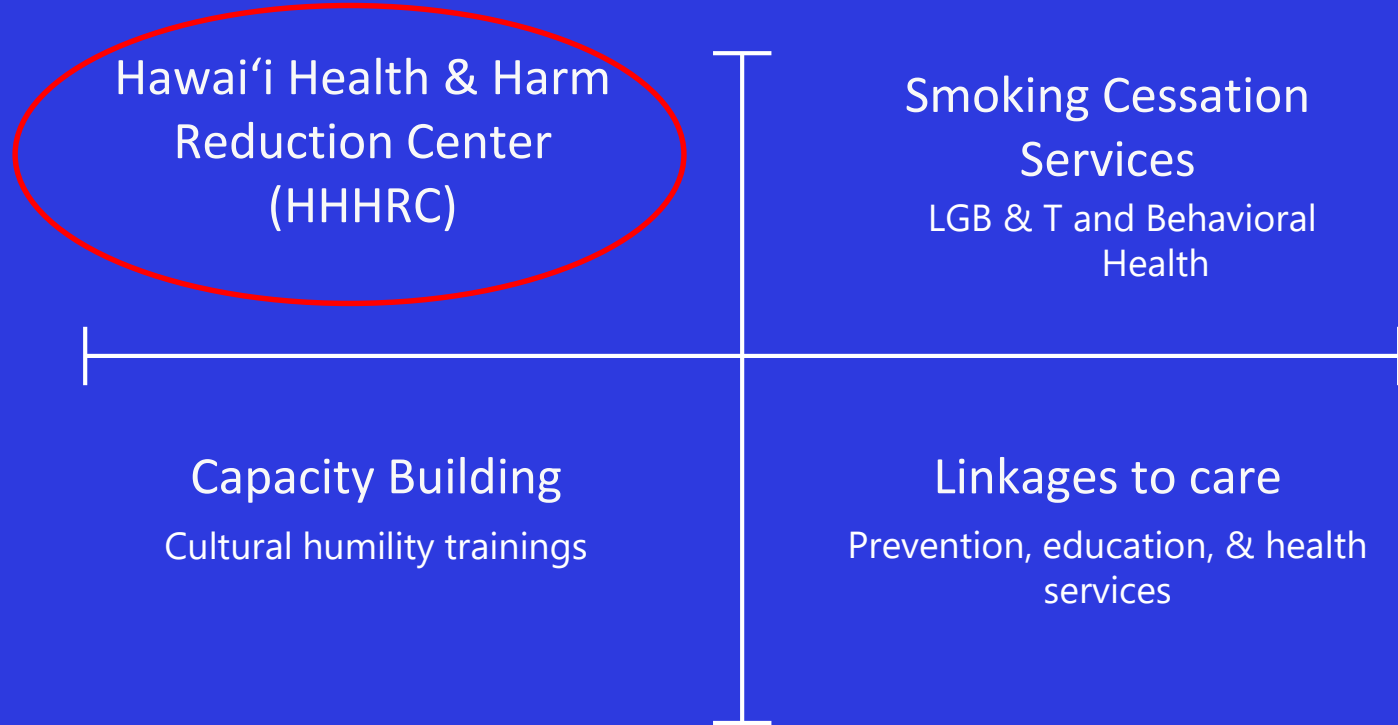 Hawaiʻi Health & Harm
Reduction Center
(HHHRC)
Smoking Cessation
Services
LGB & T and Behavioral
Health
Capacity Building
Cultural humility trainings
Linkages to care
Prevention, education, & health
services